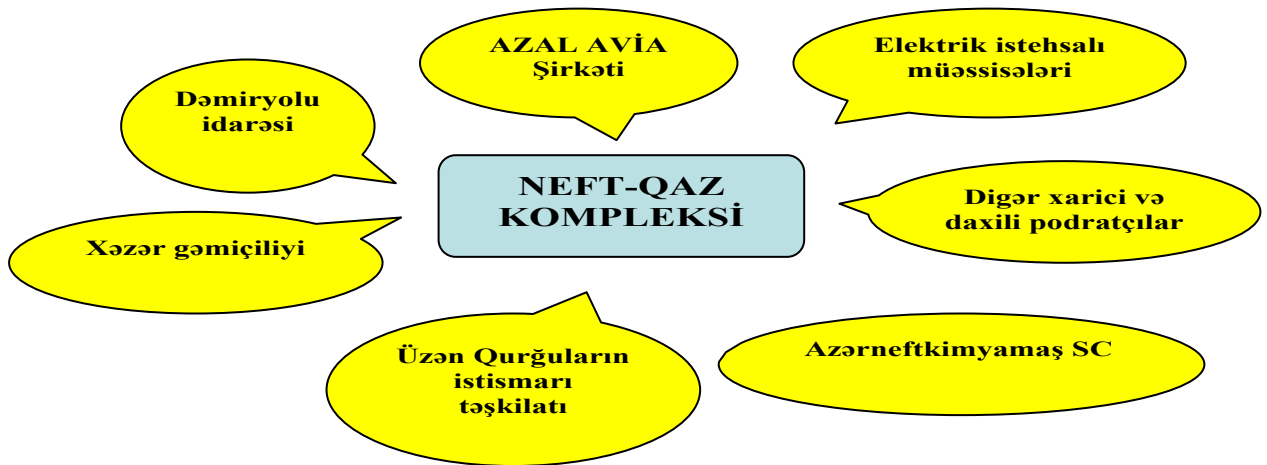 AZAL AVİA
Şirkəti
Elektrik istehsalı
müəssisələri
Dəmiryolu
idarəsi
NEFT-QAZ
KOMPLEKSİ
Digər xarici və
daxili podratçılar
Xəzər gəmiçiliyi
Üzən Qurğuların
istismarı
təşkilatı
Azərneftkimyamaş SC